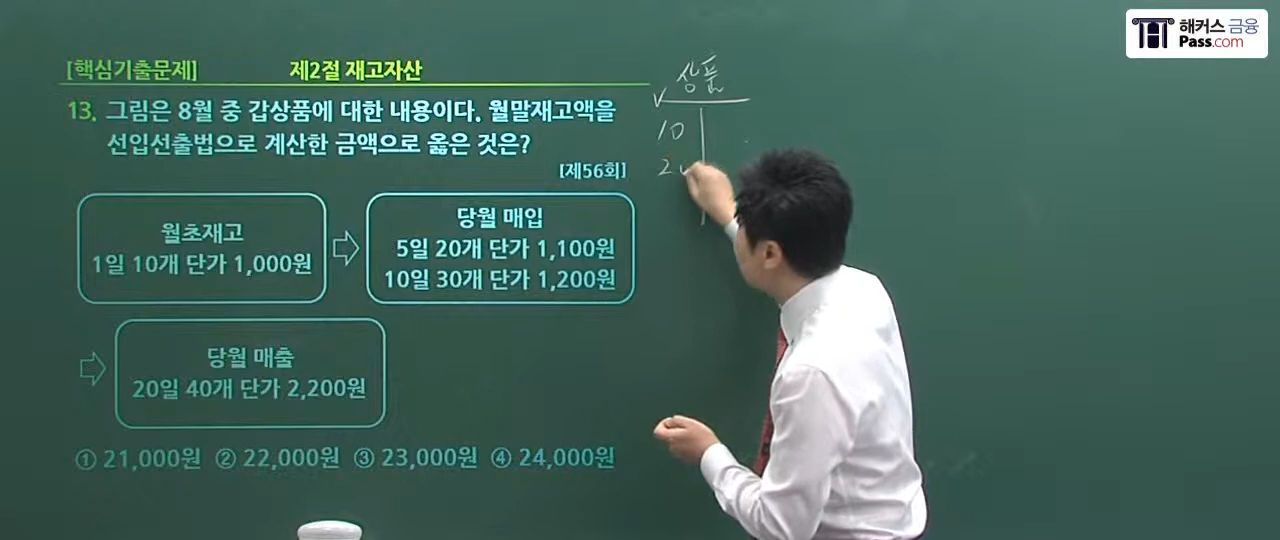 해커스 금융
Pass.com
[핵심기출문제] 제2절 재고자산
13. 그림은 8월 중 갑상품에 대한 내용이다. 월말재고액을
선입선출법으로 계산한 금액으로 옳은 것은?
[제56회]
월초재고
1일 10개 단가 1,000원
당월 매입
5일 20개 단가 1,100원
10일 30개 단가 1,200원
당월 매출
20일 40개 단가 2,200원
① 21,000원 ② 22,000원 ③ 23,000원 ④ 24,000원
상품
10
2